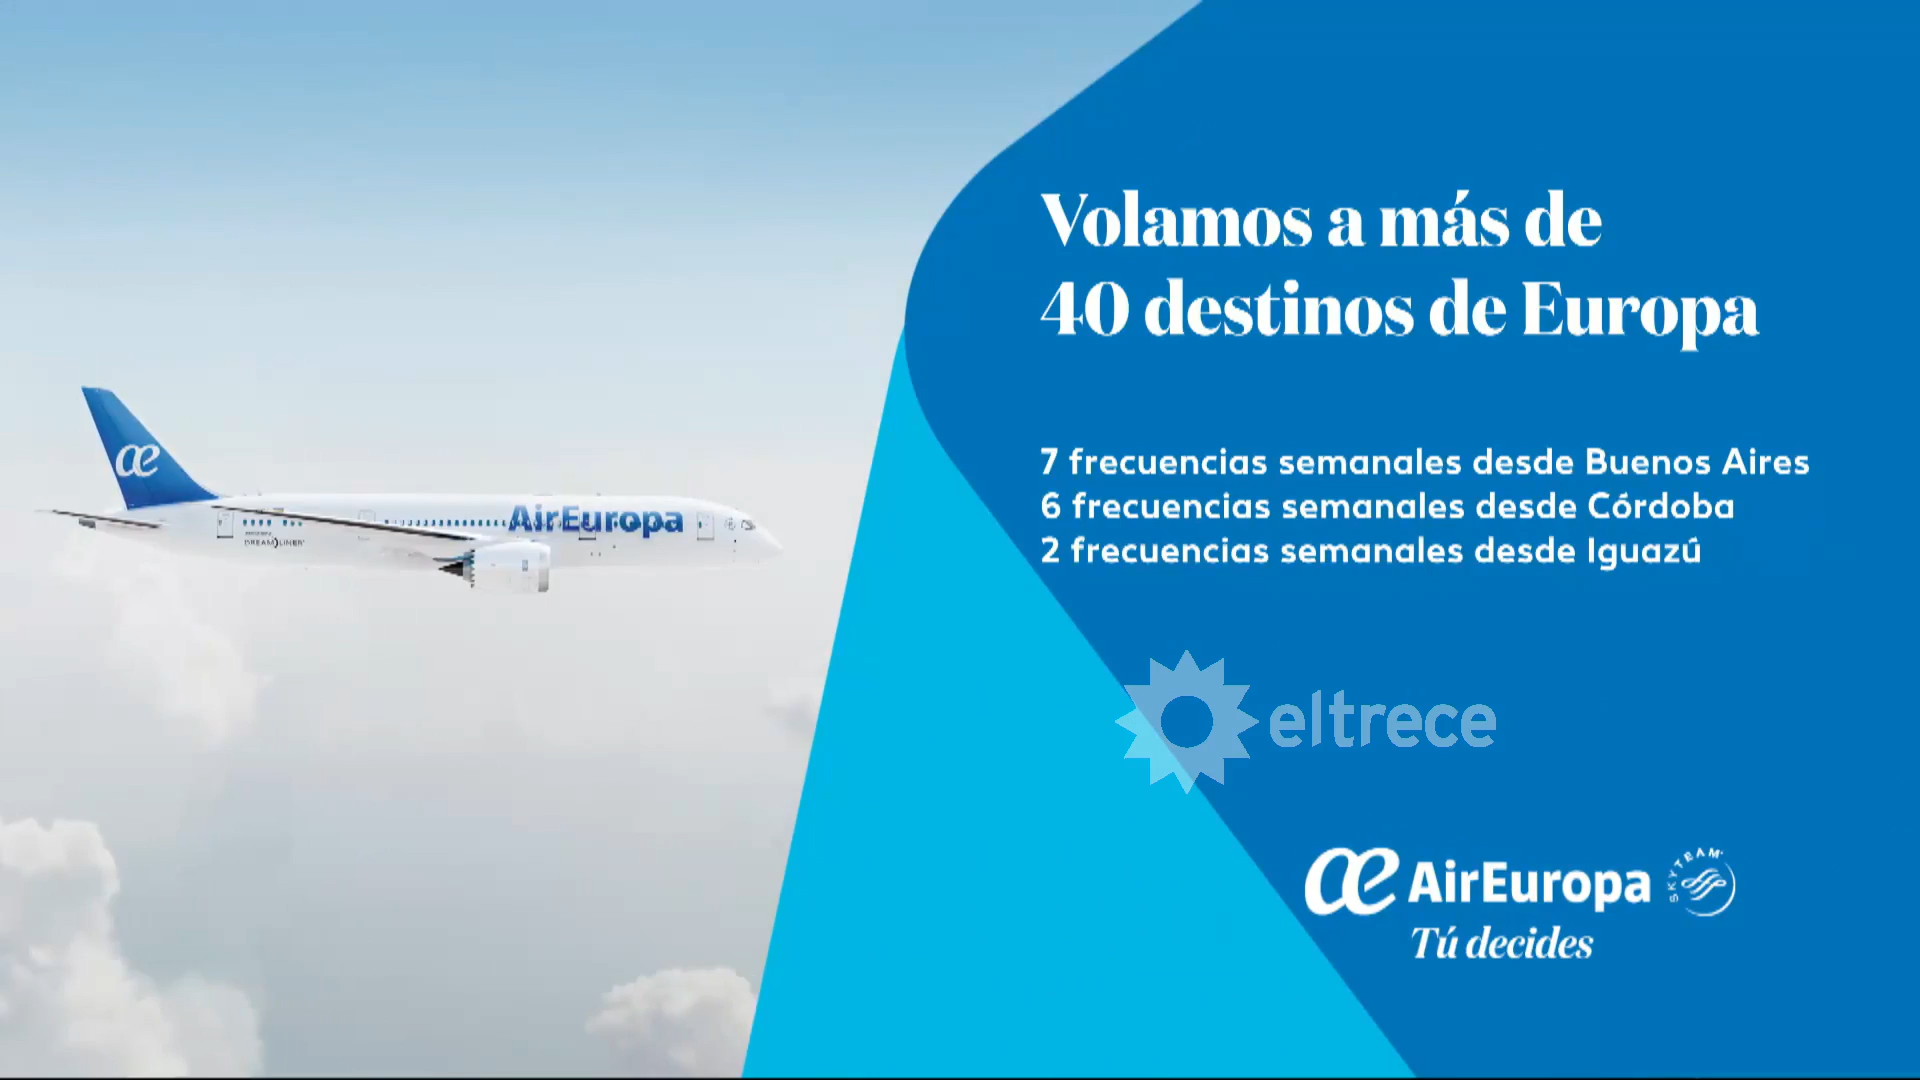 Volamos a más de
40 destinos de Europa
7 frecuencias semanales desde Buenos Aires
6 frecuencias semanales desde Córdoba
2 frecuencias semanales desde Iguazú
æ
AirEuropa
DREAMLINER
eltrece
æ AirEuropa SKYTEAM
Tú decides